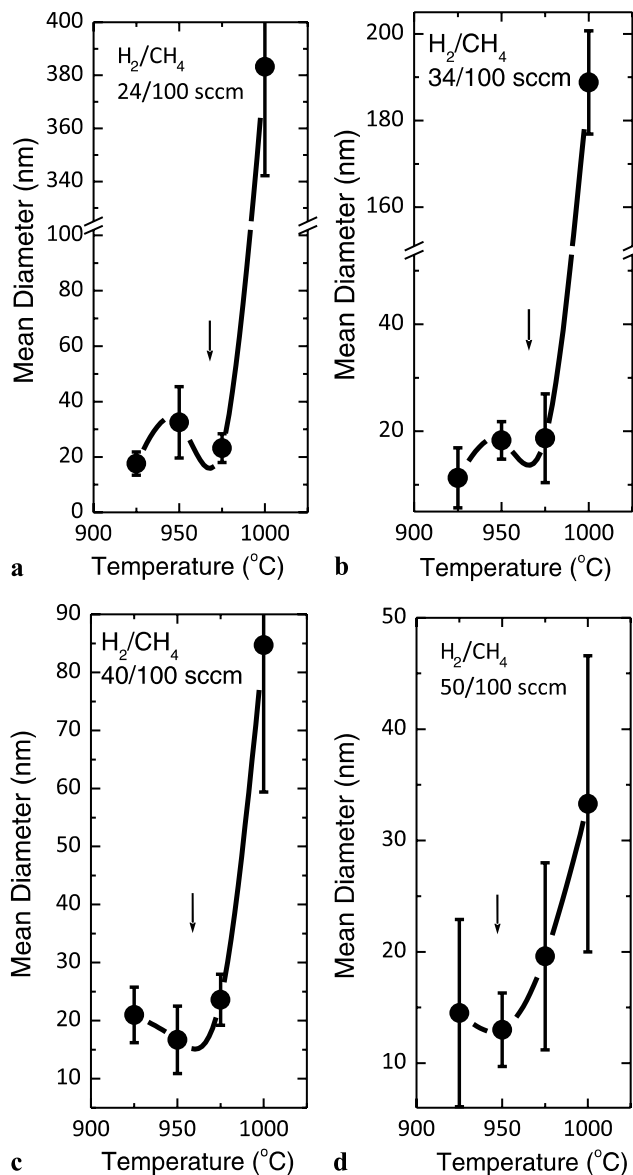 H₂/CH₄
24/100 sccm
Mean Diameter (nm)
400
380
360
340
100
80
60
40
20
0
900
950
1000
Temperature (°C)
a
H₂/CH₄
34/100 sccm
Mean Diameter (nm)
200
180
160
40
20
900
950
1000
Temperature (°C)
b
H₂/CH₄
40/100 sccm
Mean Diameter (nm)
90
80
70
60
50
40
30
20
10
900
950
1000
Temperature (°C)
c
H₂/CH₄
50/100 sccm
Mean Diameter (nm)
50
40
30
20
10
900
950
1000
Temperature (°C)
d